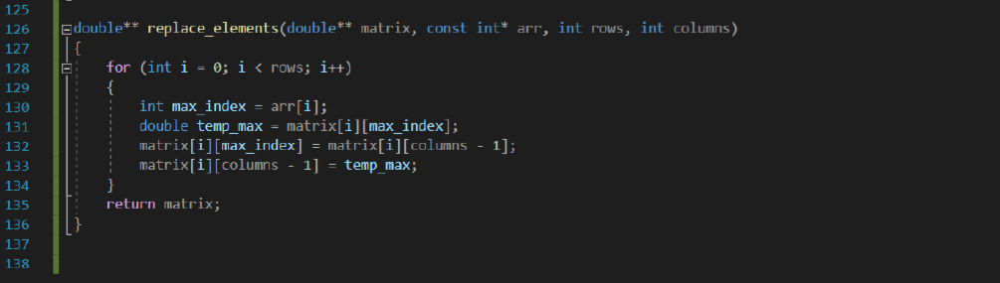 125
126 double** replace_elements(double** matrix, const int* arr, int rows, int columns)
127 {
128 for (int i = 0; i < rows; i++)
129 {
130 int max_index = arr[i];
131 double temp_max = matrix[i][max_index];
132 matrix[i][max_index] = matrix[i][columns - 1];
133 matrix[i][columns - 1] = temp_max;
134 }
135 return matrix;
136 }
137
138